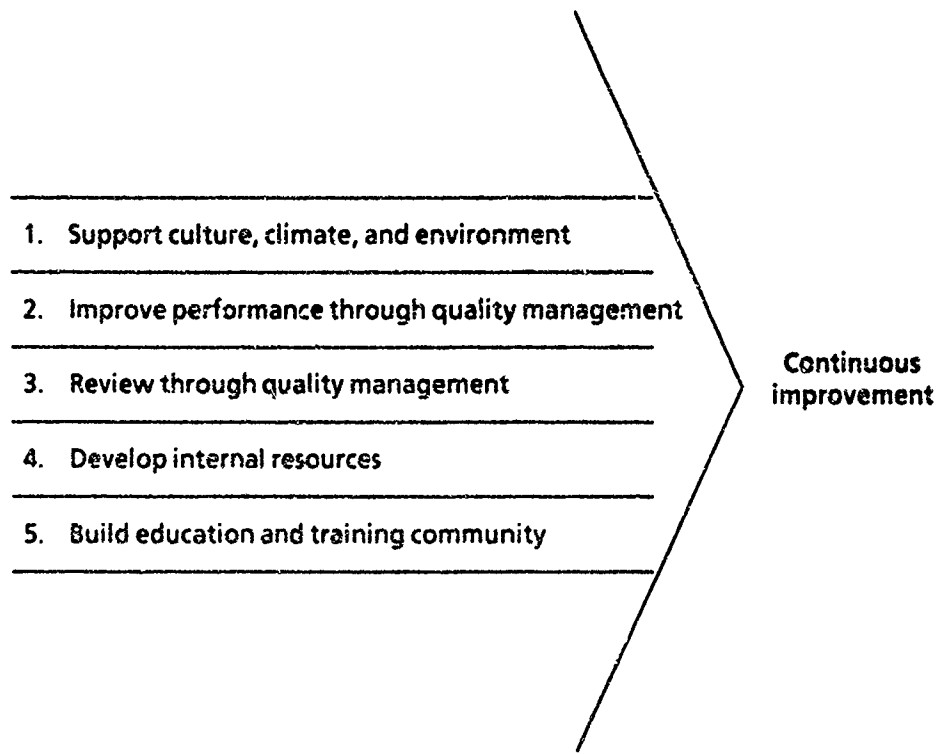 1. Support culture, climate, and environment
2. Improve performance through quality management
3. Review through quality management
4. Develop internal resources
5. Build education and training community
Continuous
improvement